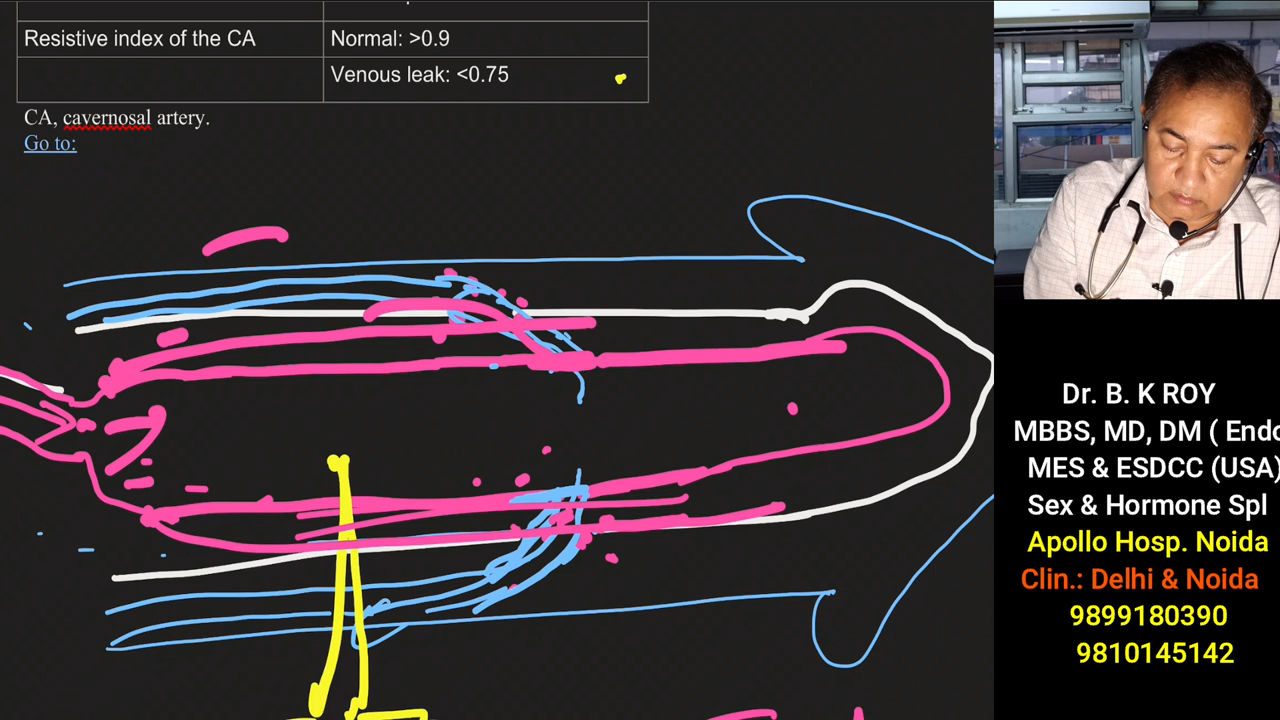 Resistive index of the CA
Normal: >0.9
Venous leak: <0.75
CA, cavernosal artery.
Go to:
Dr. B. K ROY
MBBS, MD, DM ( Endo
MES & ESDCC (USA)
Sex & Hormone Spl
Apollo Hosp. Noida
Clin.: Delhi & Noida
9899180390
9810145142